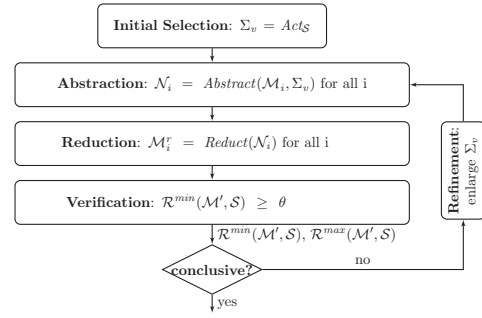 Initial Selection: Σ_v = Act_S
Abstraction: 𝒩_i = Abstract(ℳ_i, Σ_v) for all i
Reduction: ℳ_i^r = Reduct(𝒩_i) for all i
Verification: ℛ^min(ℳ′, 𝒮) ≥ θ
ℛ^min(ℳ′, 𝒮), ℛ^max(ℳ′, 𝒮)
conclusive?
no
yes
Refinement:
enlarge Σ_v